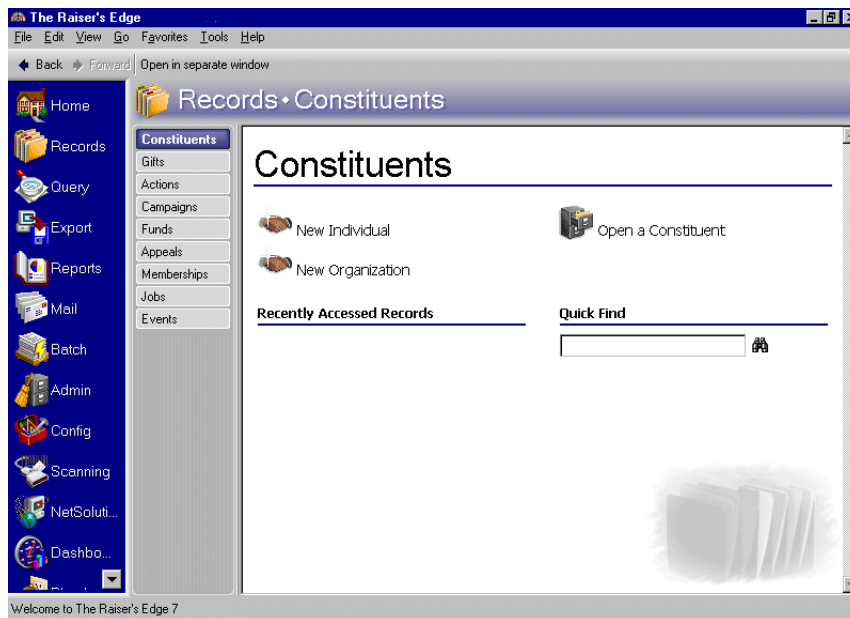 The Raiser's Edge
File Edit View Go Favorites Tools Help
Back Forward Open in separate window
Records • Constituents
Home
Records
Query
Export
Reports
Mail
Batch
Admin
Config
Scanning
NetSoluti...
Dashbo...
Constituents
Gifts
Actions
Campaigns
Funds
Appeals
Memberships
Jobs
Events
Constituents
New Individual
Open a Constituent
New Organization
Recently Accessed Records
Quick Find
Welcome to The Raiser's Edge 7